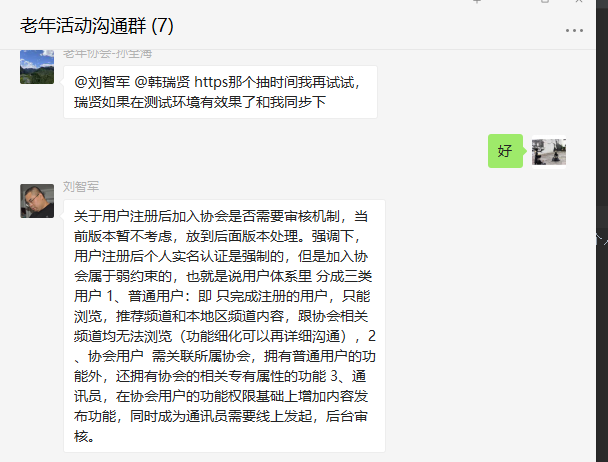 老年活动沟通群 (7)
老年协会-孙全海
@刘智军 @韩瑞贤 https那个抽时间我再试试，
瑞贤如果在测试环境有效果了和我同步下
好
刘智军
关于用户注册后加入协会是否需要审核机制，当
前版本暂不考虑，放到后面版本处理。强调下，
用户注册后个人实名认证是强制的，但是加入协
会属于弱约束的，也就是说用户体系里 分成三类
用户 1、普通用户：即 只完成注册的用户，只能
浏览，推荐频道和本地区频道内容，跟协会相关
频道均无法浏览（功能细化可以再详细沟通），2
、协会用户  需关联所属协会，拥有普通用户的功
能外，还拥有协会的相关专有属性的功能 3、通
讯员，在协会用户的功能权限基础上增加内容发
布功能，同时成为通讯员需要线上发起，后台审
核。